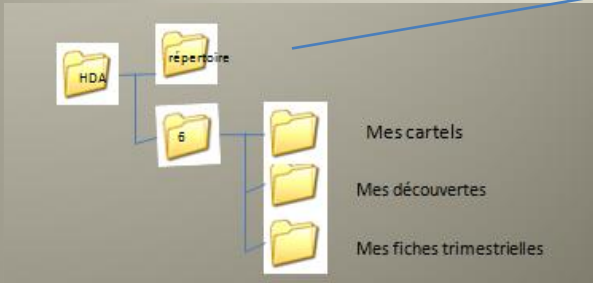 répertoire
HDA
6
Mes cartels
Mes découvertes
Mes fiches trimestrielles